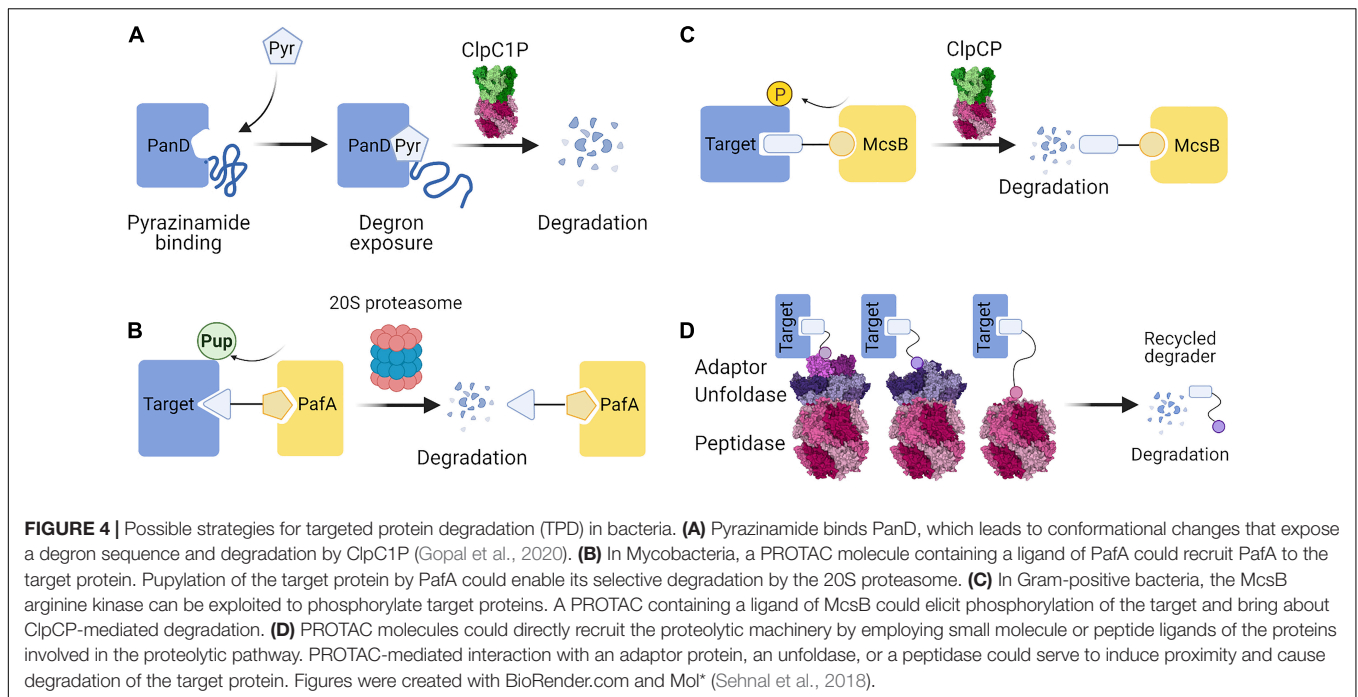 A
Pyr
ClpC1P
PanD
PanD Pyr
Pyrazinamide
binding
Degron
exposure
Degradation
C
P
ClpCP
Target
McsB
McsB
Degradation
B
Pup
20S proteasome
Target
PafA
PafA
Degradation
D
Target
Target
Target
Adaptor
Unfoldase
Peptidase
Recycled
degrader
Degradation
FIGURE 4 | Possible strategies for targeted protein degradation (TPD) in bacteria. (A) Pyrazinamide binds PanD, which leads to conformational changes that expose
a degron sequence and degradation by ClpC1P (Gopal et al., 2020). (B) In Mycobacteria, a PROTAC molecule containing a ligand of PafA could recruit PafA to the
target protein. Pupylation of the target protein by PafA could enable its selective degradation by the 20S proteasome. (C) In Gram-positive bacteria, the McsB
arginine kinase can be exploited to phosphorylate target proteins. A PROTAC containing a ligand of McsB could elicit phosphorylation of the target and bring about
ClpCP-mediated degradation. (D) PROTAC molecules could directly recruit the proteolytic machinery by employing small molecule or peptide ligands of the proteins
involved in the proteolytic pathway. PROTAC-mediated interaction with an adaptor protein, an unfoldase, or a peptidase could serve to induce proximity and cause
degradation of the target protein. Figures were created with BioRender.com and Mol* (Sehnal et al., 2018).